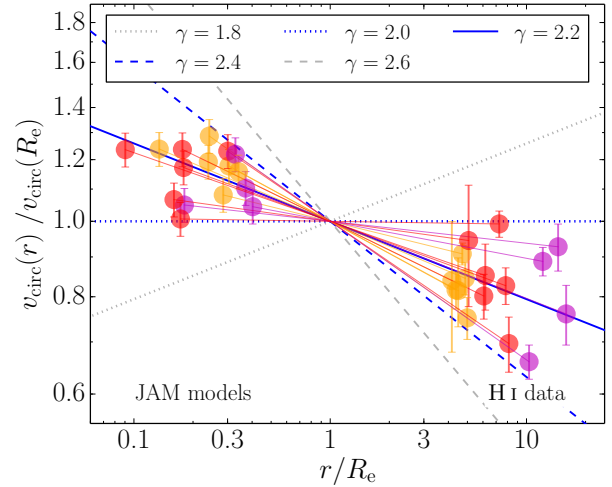 γ = 1.8 γ = 2.0 γ = 2.2
γ = 2.4 γ = 2.6
1.8
1.6
1.4
1.2
1.0
0.8
0.6
v_circ(r) / v_circ(R_e)
JAM models H I data
0.1 0.3 1 3 10
r/R_e